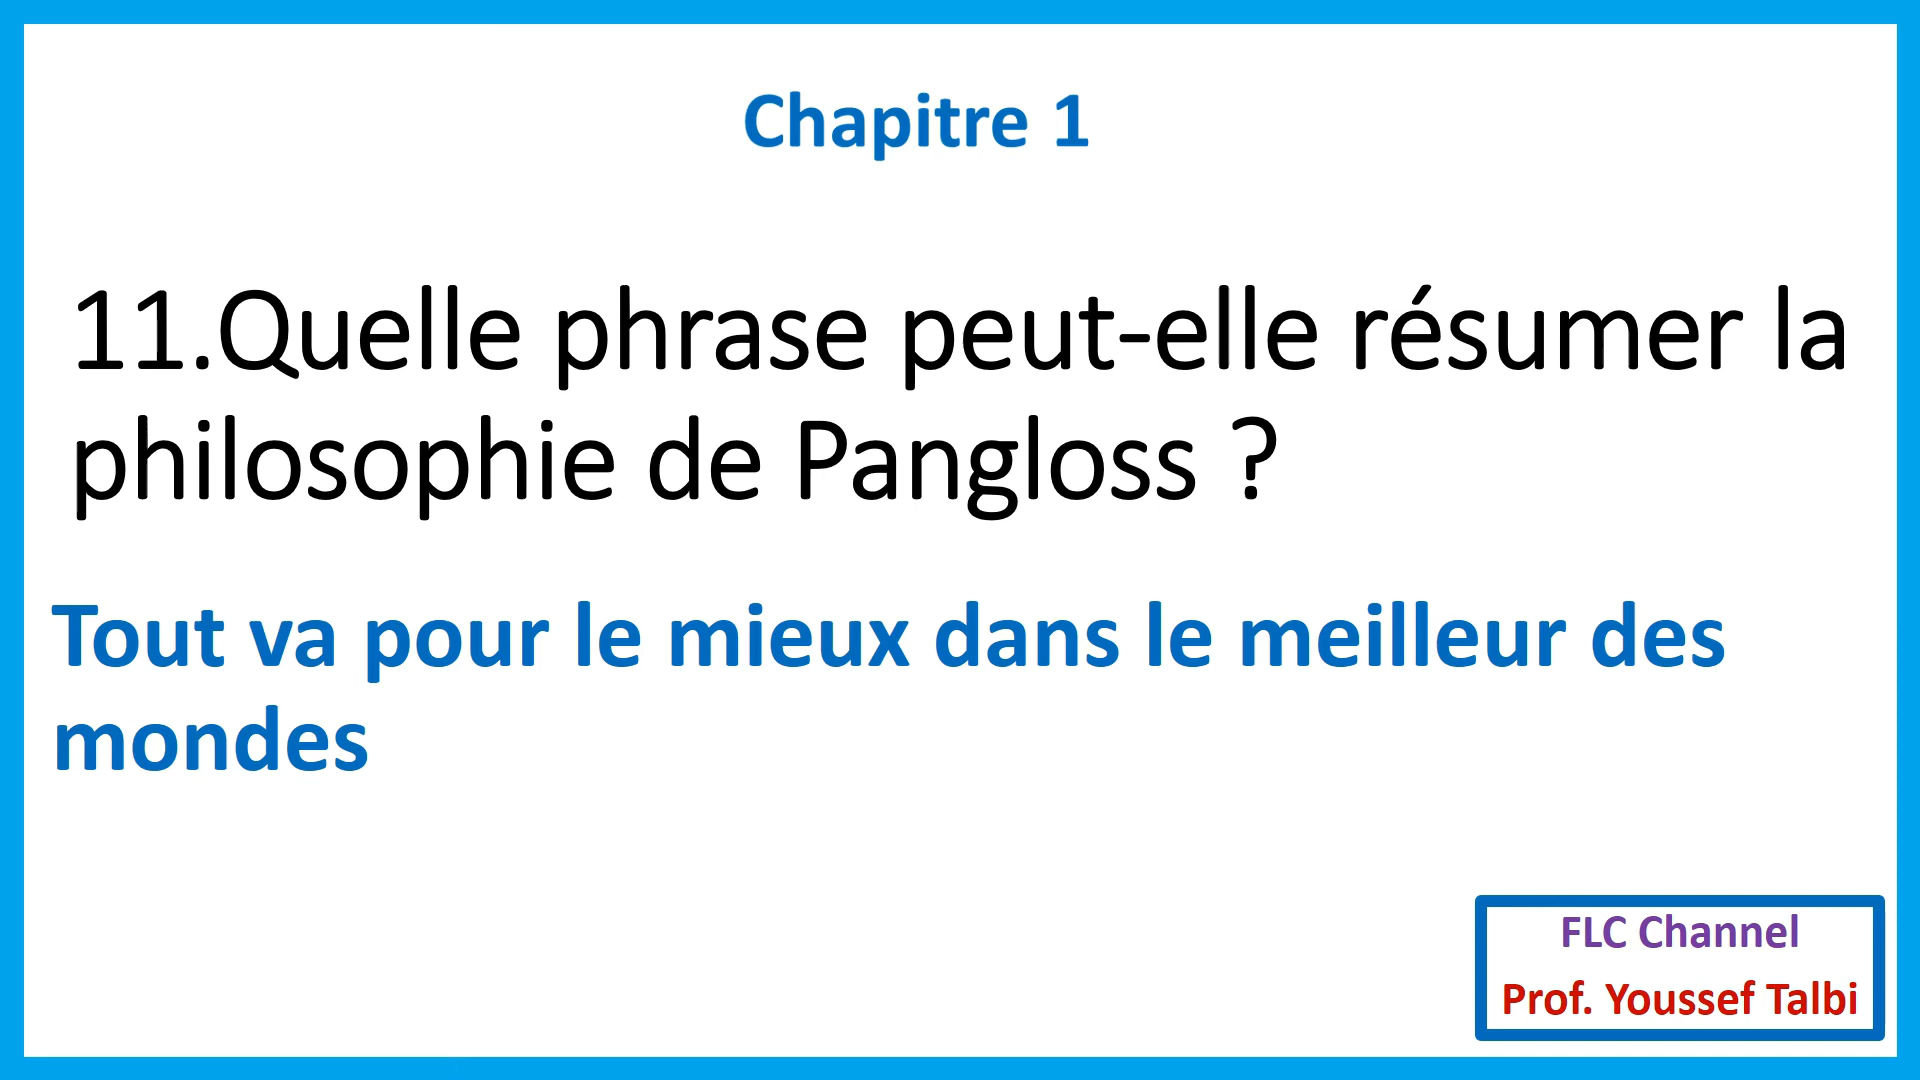 Chapitre 1
11.Quelle phrase peut-elle résumer la
philosophie de Pangloss ?
Tout va pour le mieux dans le meilleur des
mondes
FLC Channel
Prof. Youssef Talbi